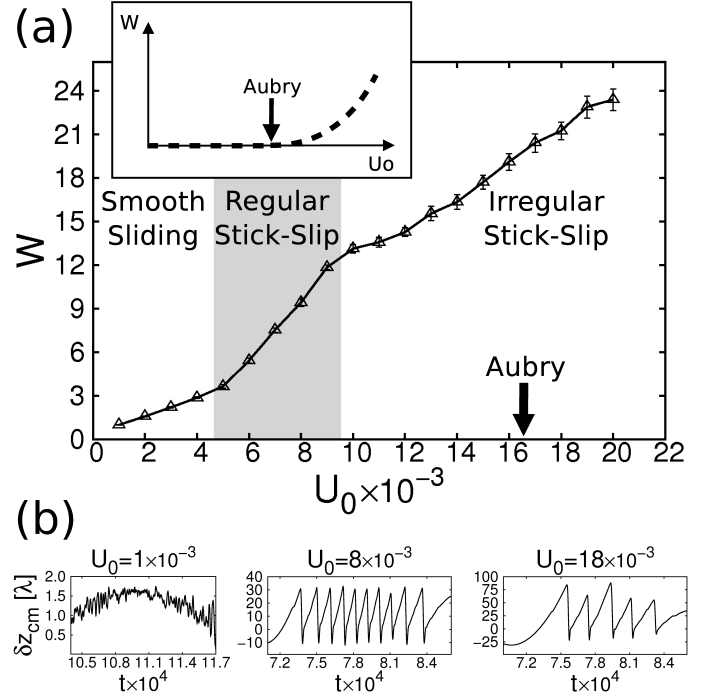 (a)
W
Aubry
Uo
24
21
18
15
12
9
6
3
0
W
Smooth
Sliding
Regular
Stick-Slip
Irregular
Stick-Slip
Aubry
0 2 4 6 8 10 12 14 16 18 20 22
U₀×10⁻³
(b)
U₀=1×10⁻³
δz_cm [λ]
2.0
1.5
1.0
0.5
10.5 10.8 11.1 11.4 11.7
t×10⁴
U₀=8×10⁻³
40
30
20
10
0
−10
7.2 7.5 7.8 8.1 8.4
t×10⁴
U₀=18×10⁻³
100
75
50
25
0
−25
7.2 7.5 7.8 8.1 8.4
t×10⁴